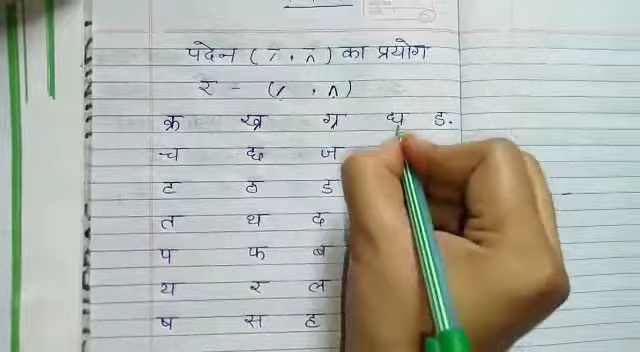 पदेन ( ्र , ^ ) का प्रयोग
र - ( ्र , ^ )
क्र ख्र ग्र घ ङ
च छ ज
ट ठ ड
त थ द
प फ ब
य र ल
ष स ह